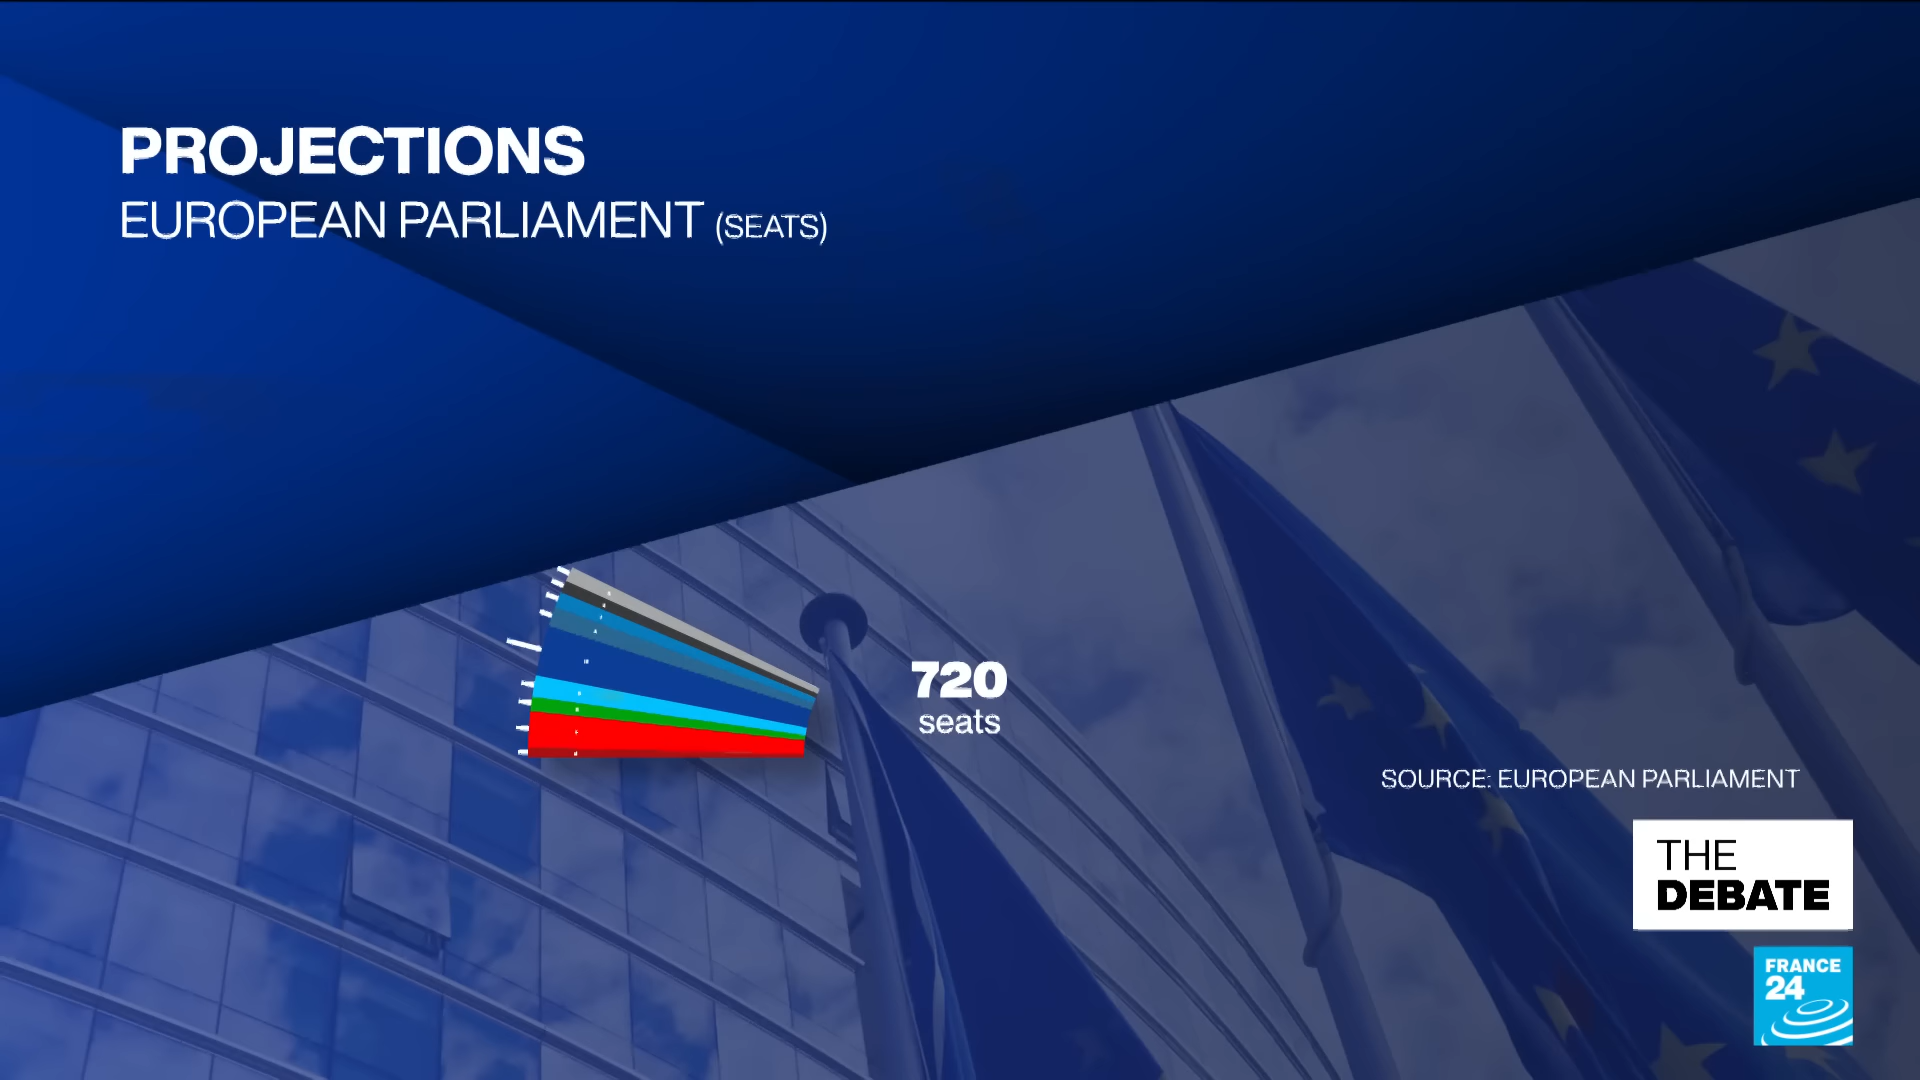 PROJECTIONS
EUROPEAN PARLIAMENT (SEATS)
720
seats
SOURCE: EUROPEAN PARLIAMENT
THE
DEBATE
FRANCE
24